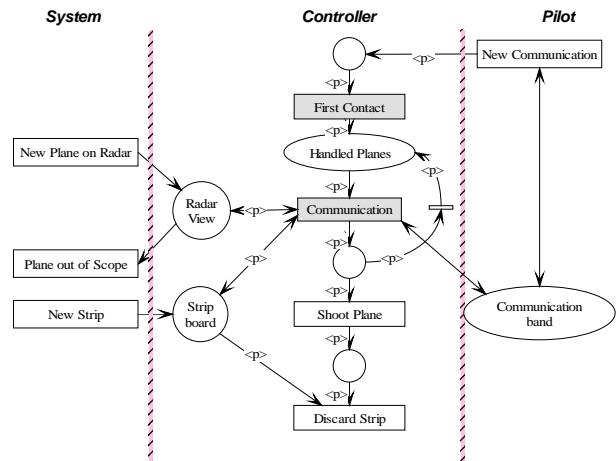 System
Controller
Pilot
New Communication
<p>
<p>
First Contact
<p>
New Plane on Radar
Handled Planes
<p>
<p>
Radar
View
<p>
Communication
<p>
<p>
<p>
Plane out of Scope
<p>
New Strip
Strip
board
Shoot Plane
Communication
band
<p>
<p>
<p>
Discard Strip